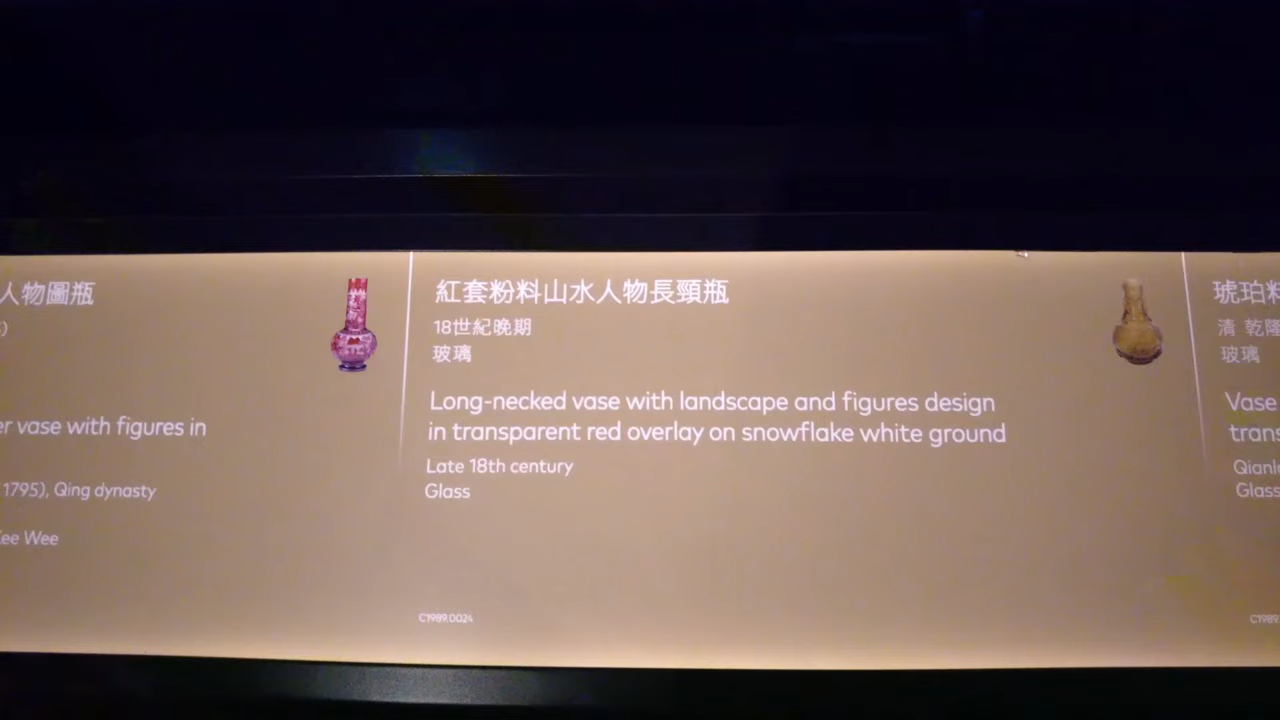 人物圖瓶
vase with figures in
1795), Qing dynasty
ee Wee
紅套粉料山水人物長頸瓶
18世紀晚期
玻璃
Long-necked vase with landscape and figures design
in transparent red overlay on snowflake white ground
Late 18th century
Glass
C1989.0024
琥珀料
清 乾隆
玻璃
Vase
trans
Qianl
Glass
C1989.